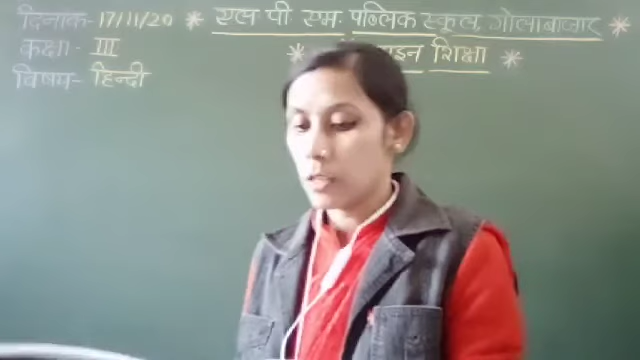 दिनांक- 17/11/20
* एल पी एम. पब्लिक स्कूल, गोलाबाजार *
कक्षा- III
* शिक्षा *
विषय- हिन्दी